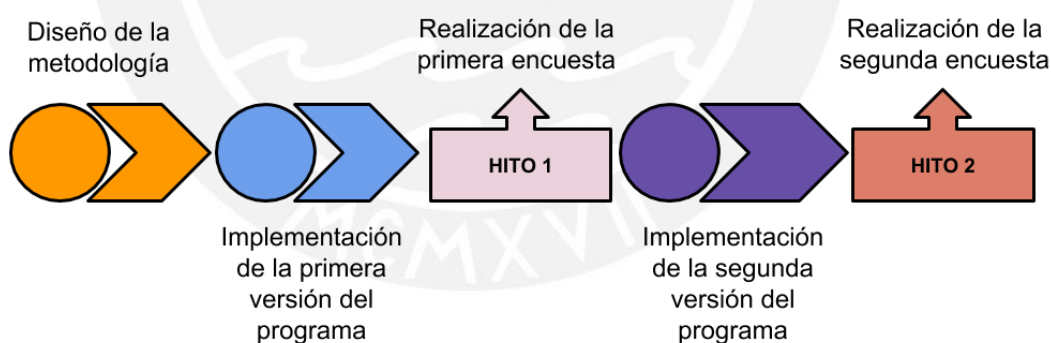 Diseño de la
metodología
Implementación
de la primera
versión del
programa
Realización de la
primera encuesta
HITO 1
Implementación
de la segunda
versión del
programa
Realización de la
segunda encuesta
HITO 2
MCMXVII